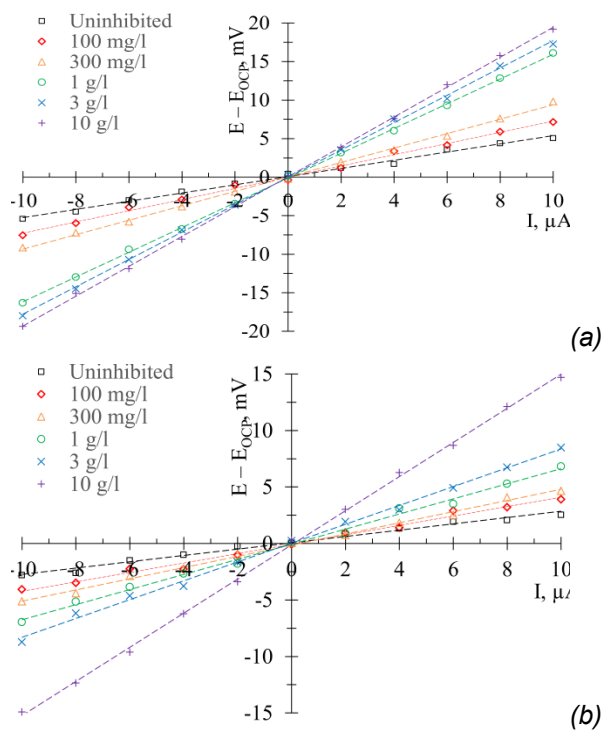 Uninhibited
100 mg/l
300 mg/l
1 g/l
3 g/l
10 g/l
E − E_OCP, mV
20
15
10
5
0
-5
-10
-15
-20
-10 -8 -6 -4 -2 0 2 4 6 8 10
I, µA
(a)
Uninhibited
100 mg/l
300 mg/l
1 g/l
3 g/l
10 g/l
E − E_OCP, mV
15
10
5
0
-5
-10
-15
-10 -8 -6 -4 -2 0 2 4 6 8 10
I, µA
(b)